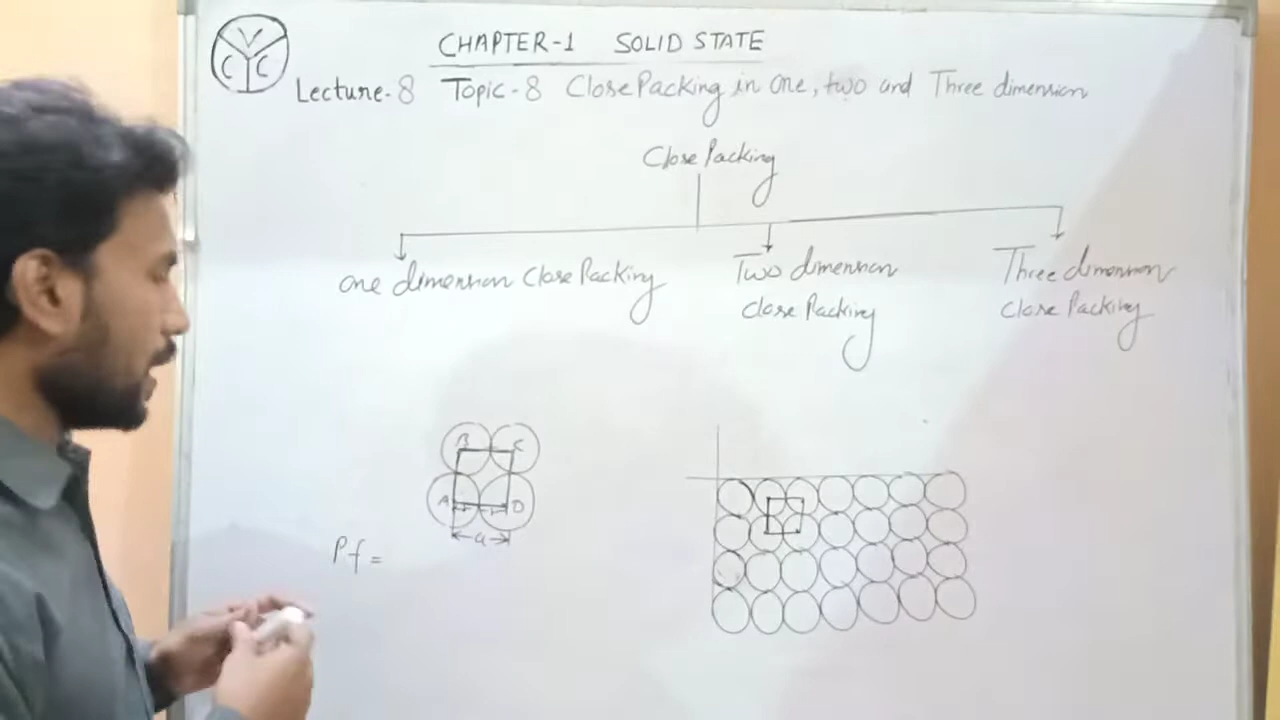 V
C C
Y
CHAPTER-1 SOLID STATE
Lecture-8 Topic-8 Close Packing in one, two and Three dimension
Close Packing
one dimension Close Packing
Two dimension
close Packing
Three dimension
close Packing
B C
A r r D
a
Pf =